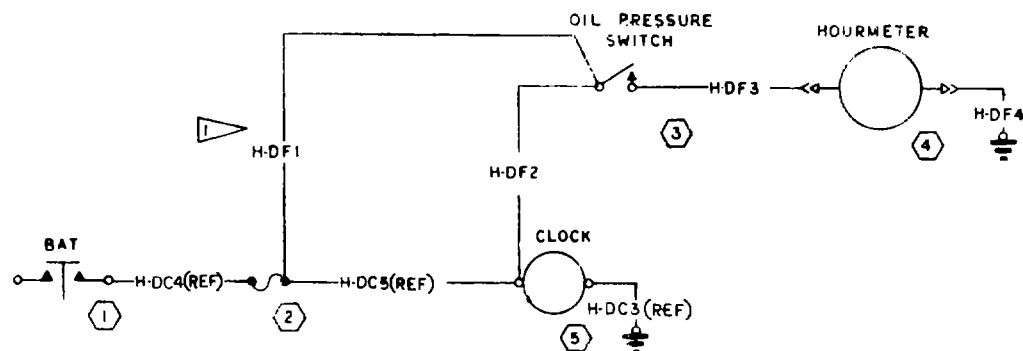 OIL PRESSURE
SWITCH
HOURMETER
1
H-DF1
H-DF3
3
4
H-DF4
H-DF2
BAT
CLOCK
H-DC4(REF)
H-DC5(REF)
H-DC3(REF)
1
2
5